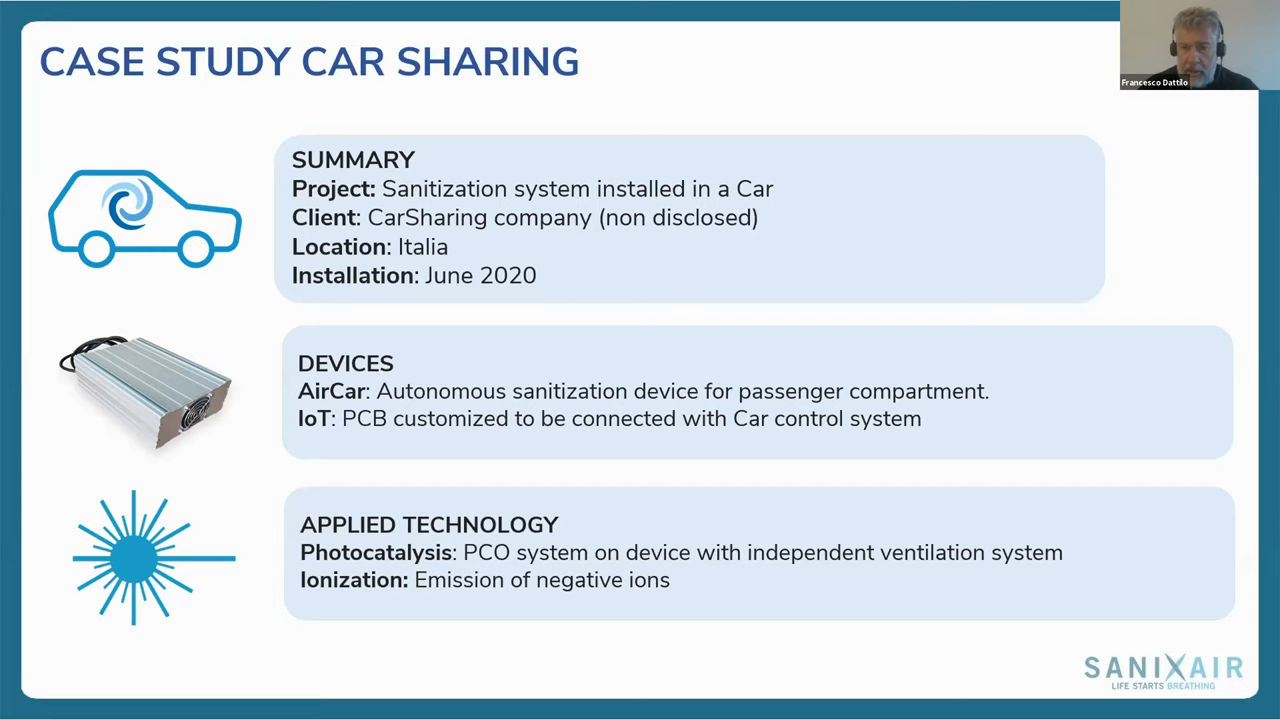 CASE STUDY CAR SHARING
Francesco Dattilo
SUMMARY
Project: Sanitization system installed in a Car
Client: CarSharing company (non disclosed)
Location: Italia
Installation: June 2020
DEVICES
AirCar: Autonomous sanitization device for passenger compartment.
IoT: PCB customized to be connected with Car control system
APPLIED TECHNOLOGY
Photocatalysis: PCO system on device with independent ventilation system
Ionization: Emission of negative ions
SANIXAIR
LIFE STARTS BREATHING